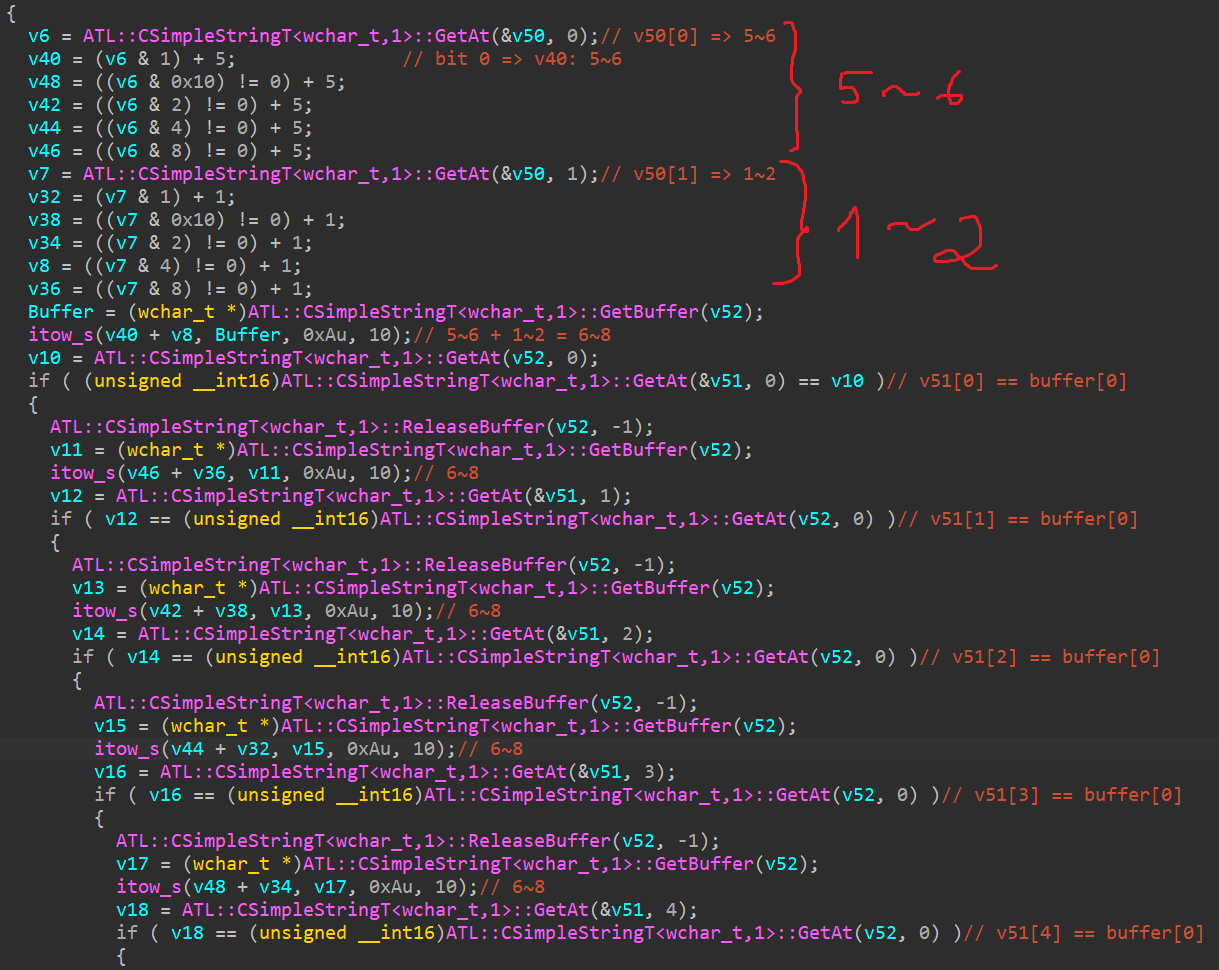 {
v6 = ATL::CSimpleStringT<wchar_t,1>::GetAt(&v50, 0);// v50[0] => 5~6
v40 = (v6 & 1) + 5;               // bit 0 => v40: 5~6
v48 = ((v6 & 0x10) != 0) + 5;
v42 = ((v6 & 2) != 0) + 5;
v44 = ((v6 & 4) != 0) + 5;
v46 = ((v6 & 8) != 0) + 5;
5~6
v7 = ATL::CSimpleStringT<wchar_t,1>::GetAt(&v50, 1);// v50[1] => 1~2
v32 = (v7 & 1) + 1;
v38 = ((v7 & 0x10) != 0) + 1;
v34 = ((v7 & 2) != 0) + 1;
v8 = ((v7 & 4) != 0) + 1;
v36 = ((v7 & 8) != 0) + 1;
1~2
Buffer = (wchar_t *)ATL::CSimpleStringT<wchar_t,1>::GetBuffer(v52);
itow_s(v40 + v8, Buffer, 0xAu, 10);// 5~6 + 1~2 = 6~8
v10 = ATL::CSimpleStringT<wchar_t,1>::GetAt(v52, 0);
if ( (unsigned __int16)ATL::CSimpleStringT<wchar_t,1>::GetAt(&v51, 0) == v10 )// v51[0] == buffer[0]
{
ATL::CSimpleStringT<wchar_t,1>::ReleaseBuffer(v52, -1);
v11 = (wchar_t *)ATL::CSimpleStringT<wchar_t,1>::GetBuffer(v52);
itow_s(v46 + v36, v11, 0xAu, 10);// 6~8
v12 = ATL::CSimpleStringT<wchar_t,1>::GetAt(&v51, 1);
if ( v12 == (unsigned __int16)ATL::CSimpleStringT<wchar_t,1>::GetAt(v52, 0) )// v51[1] == buffer[0]
{
ATL::CSimpleStringT<wchar_t,1>::ReleaseBuffer(v52, -1);
v13 = (wchar_t *)ATL::CSimpleStringT<wchar_t,1>::GetBuffer(v52);
itow_s(v42 + v38, v13, 0xAu, 10);// 6~8
v14 = ATL::CSimpleStringT<wchar_t,1>::GetAt(&v51, 2);
if ( v14 == (unsigned __int16)ATL::CSimpleStringT<wchar_t,1>::GetAt(v52, 0) )// v51[2] == buffer[0]
{
ATL::CSimpleStringT<wchar_t,1>::ReleaseBuffer(v52, -1);
v15 = (wchar_t *)ATL::CSimpleStringT<wchar_t,1>::GetBuffer(v52);
itow_s(v44 + v32, v15, 0xAu, 10);// 6~8
v16 = ATL::CSimpleStringT<wchar_t,1>::GetAt(&v51, 3);
if ( v16 == (unsigned __int16)ATL::CSimpleStringT<wchar_t,1>::GetAt(v52, 0) )// v51[3] == buffer[0]
{
ATL::CSimpleStringT<wchar_t,1>::ReleaseBuffer(v52, -1);
v17 = (wchar_t *)ATL::CSimpleStringT<wchar_t,1>::GetBuffer(v52);
itow_s(v48 + v34, v17, 0xAu, 10);// 6~8
v18 = ATL::CSimpleStringT<wchar_t,1>::GetAt(&v51, 4);
if ( v18 == (unsigned __int16)ATL::CSimpleStringT<wchar_t,1>::GetAt(v52, 0) )// v51[4] == buffer[0]
{